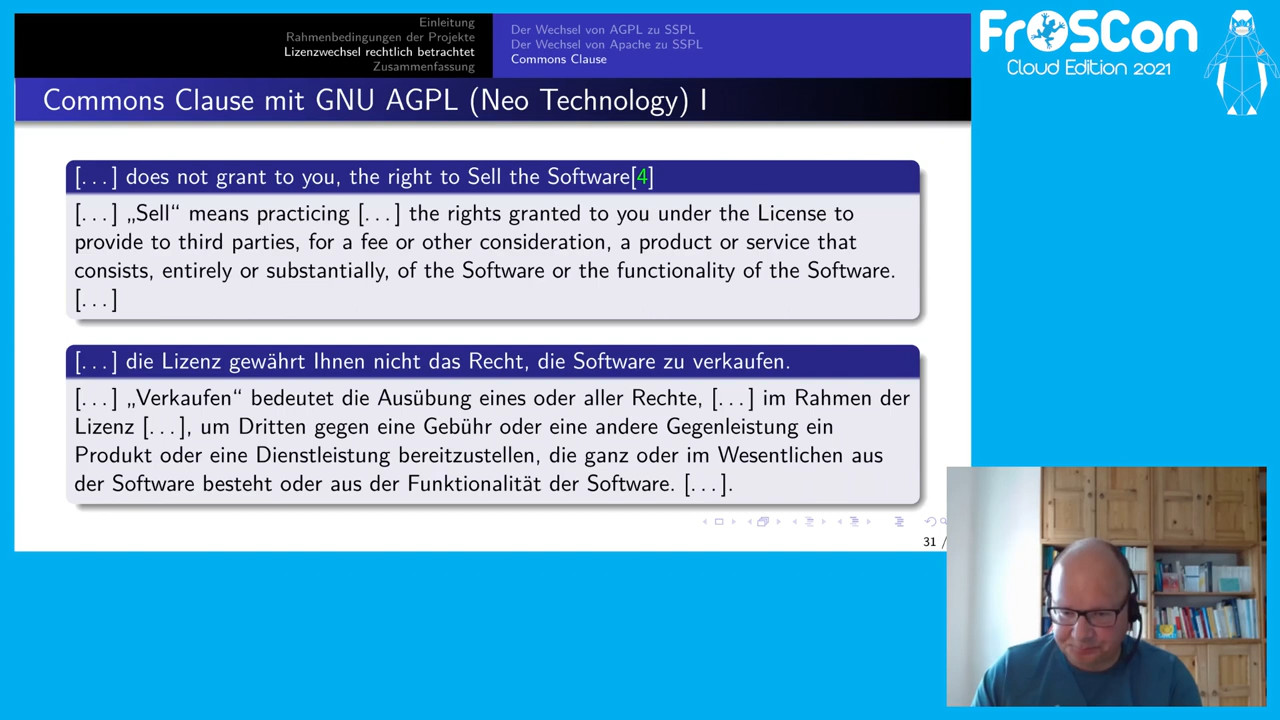 Einleitung
Rahmenbedingungen der Projekte
Lizenzwechsel rechtlich betrachtet
Zusammenfassung
Der Wechsel von AGPL zu SSPL
Der Wechsel von Apache zu SSPL
Commons Clause
FrOSCon
Cloud Edition 2021
Commons Clause mit GNU AGPL (Neo Technology) I
[...] does not grant to you, the right to Sell the Software[4]
[...] „Sell“ means practicing [...] the rights granted to you under the License to
provide to third parties, for a fee or other consideration, a product or service that
consists, entirely or substantially, of the Software or the functionality of the Software.
[...]
[...] die Lizenz gewährt Ihnen nicht das Recht, die Software zu verkaufen.
[...] „Verkaufen“ bedeutet die Ausübung eines oder aller Rechte, [...] im Rahmen der
Lizenz [...], um Dritten gegen eine Gebühr oder eine andere Gegenleistung ein
Produkt oder eine Dienstleistung bereitzustellen, die ganz oder im Wesentlichen aus
der Software besteht oder aus der Funktionalität der Software. [...].
31 /